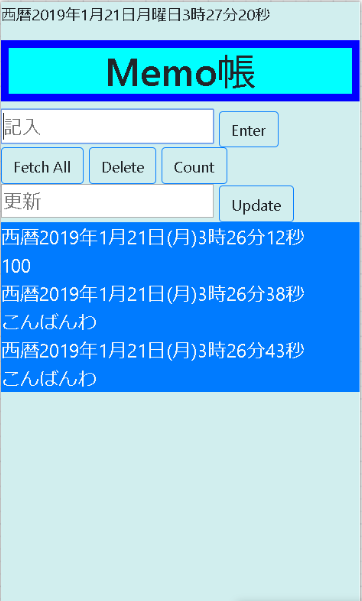 西暦2019年1月21日月曜日3時27分20秒
Memo帳
記入 Enter
Fetch All Delete Count
更新 Update
西暦2019年1月21日(月)3時26分12秒
100
西暦2019年1月21日(月)3時26分38秒
こんばんわ
西暦2019年1月21日(月)3時26分43秒
こんばんわ